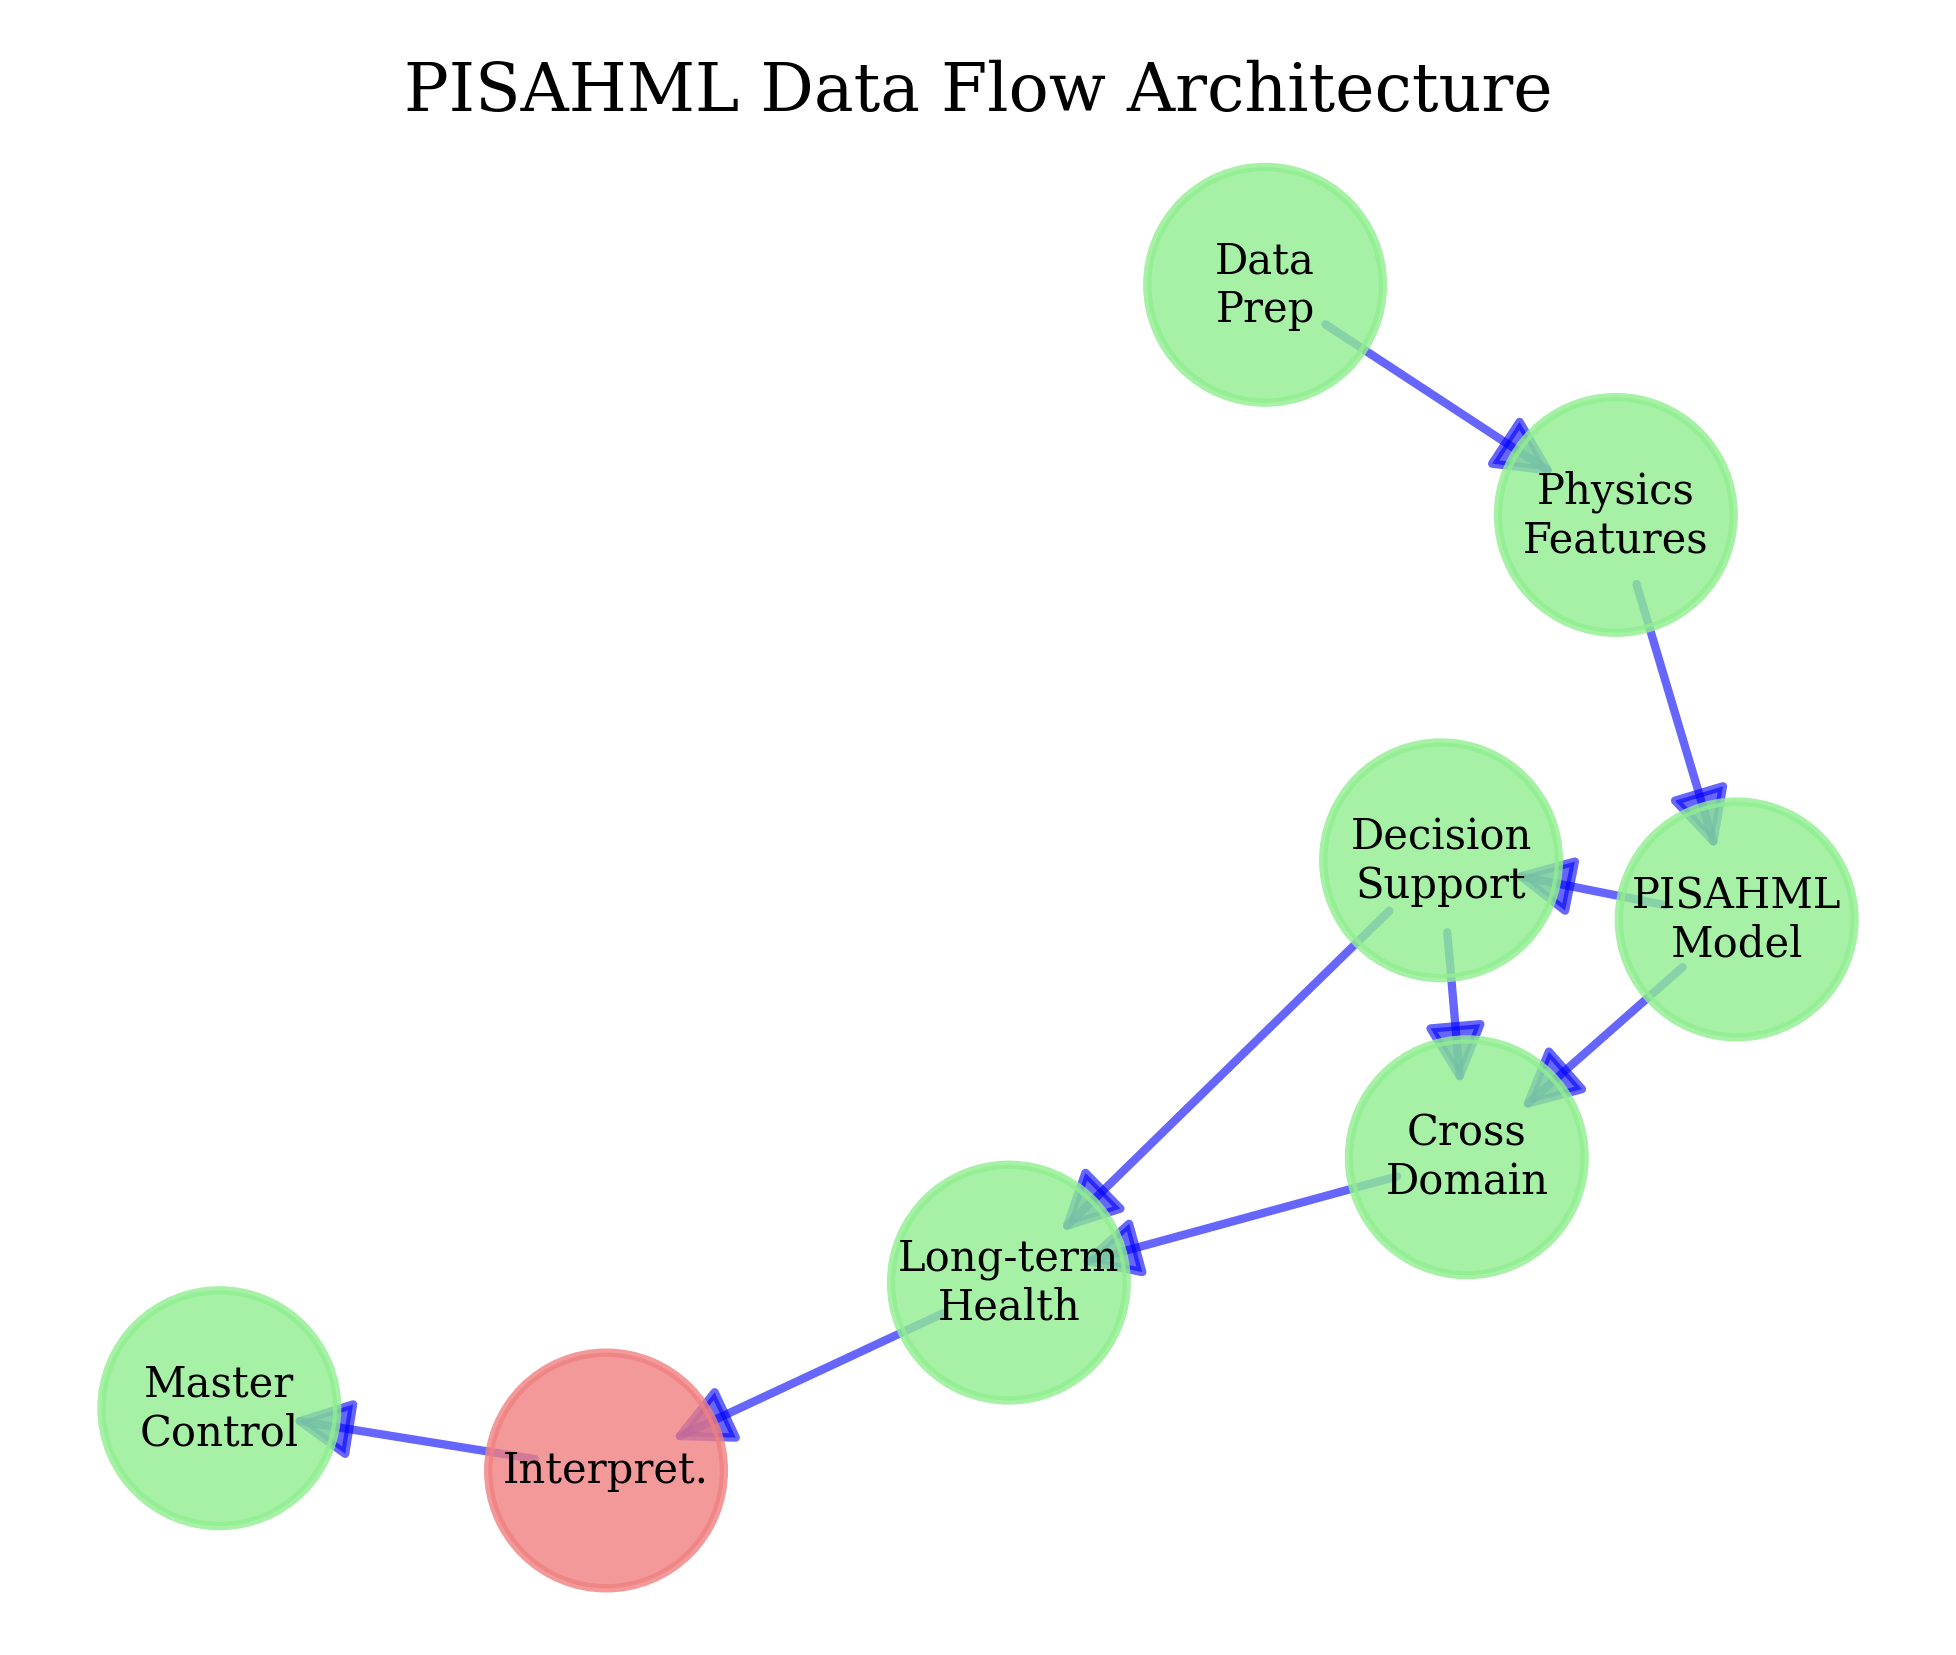 PISAHML Data Flow Architecture
Data
Prep
Physics
Features
Decision
Support
PISAHML
Model
Cross
Domain
Long-term
Health
Master
Control
Interpret.